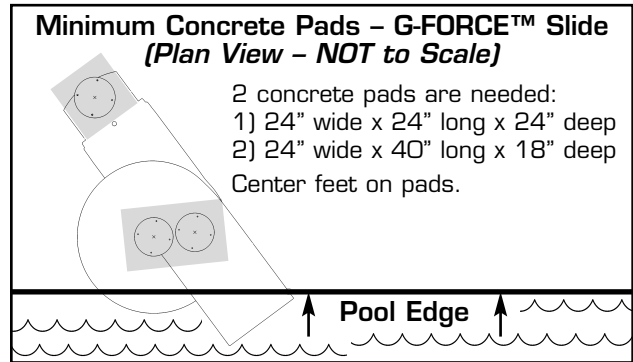 Minimum Concrete Pads – G-FORCE™ Slide
(Plan View – NOT to Scale)
2 concrete pads are needed:
1) 24” wide x 24” long x 24” deep
2) 24” wide x 40” long x 18” deep
Center feet on pads.
Pool Edge